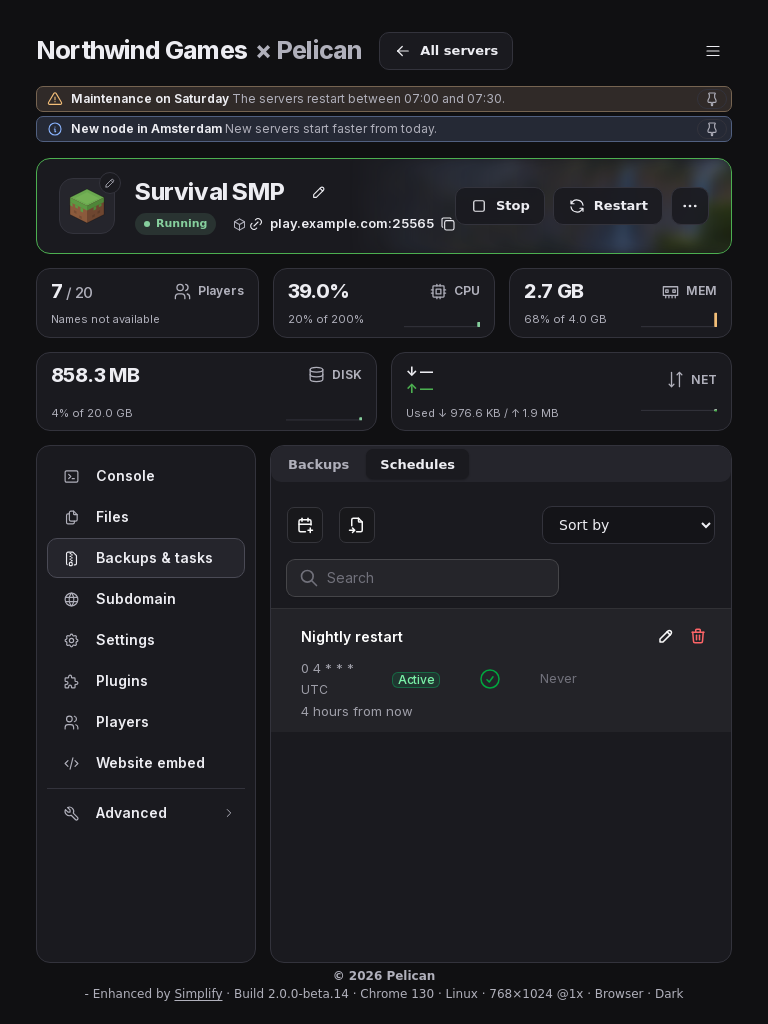 Northwind Games × Pelican
All servers
Maintenance on Saturday The servers restart between 07:00 and 07:30.
New node in Amsterdam New servers start faster from today.
Survival SMP
Running
play.example.com:25565
Stop
Restart
7 / 20
Players
Names not available
39.0%
CPU
20% of 200%
2.7 GB
MEM
68% of 4.0 GB
858.3 MB
DISK
4% of 20.0 GB
↓ —
↑ —
NET
Used ↓ 976.6 KB / ↑ 1.9 MB
Console
Files
Backups & tasks
Subdomain
Settings
Plugins
Players
Website embed
Advanced
Backups
Schedules
Sort by
Search
Nightly restart
0 4 * * *
UTC
Active
Never
4 hours from now
© 2026 Pelican
- Enhanced by Simplify · Build 2.0.0-beta.14 · Chrome 130 · Linux · 768×1024 @1x · Browser · Dark